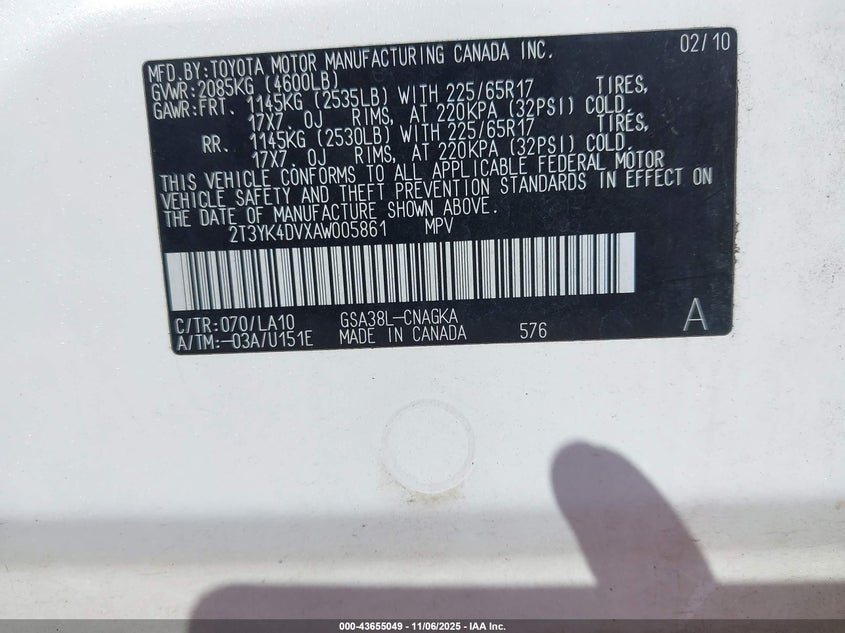 MFD.BY:TOYOTA MOTOR MANUFACTURING CANADA INC. 02/10
GVWR:2085KG (4600LB)
GAWR:FRT. 1145KG (2535LB) WITH 225/65R17 TIRES,
17X7.0J RIMS, AT 220KPA (32PSI) COLD.
RR. 1145KG (2530LB) WITH 225/65R17 TIRES,
17X7.0J RIMS, AT 220KPA (32PSI) COLD.
THIS VEHICLE CONFORMS TO ALL APPLICABLE FEDERAL MOTOR
VEHICLE SAFETY AND THEFT PREVENTION STANDARDS IN EFFECT ON
THE DATE OF MANUFACTURE SHOWN ABOVE.
2T3YK4DVXAW005861 MPV
C/TR:070/LA10 GSA38L-CNAGKA
A/TM:-03A/U151E MADE IN CANADA 576 A
000-43655049 - 11/06/2025 - IAA Inc.